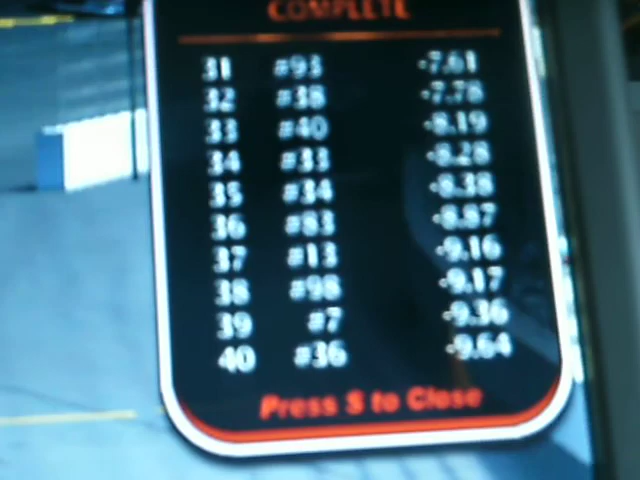 COMPLETE
31 #93 -7.61
32 #38 -7.78
33 #40 -8.19
34 #33 -8.28
35 #34 -8.38
36 #83 -8.87
37 #13 -9.16
38 #98 -9.17
39 #7 -9.36
40 #36 -9.64
Press S to Close